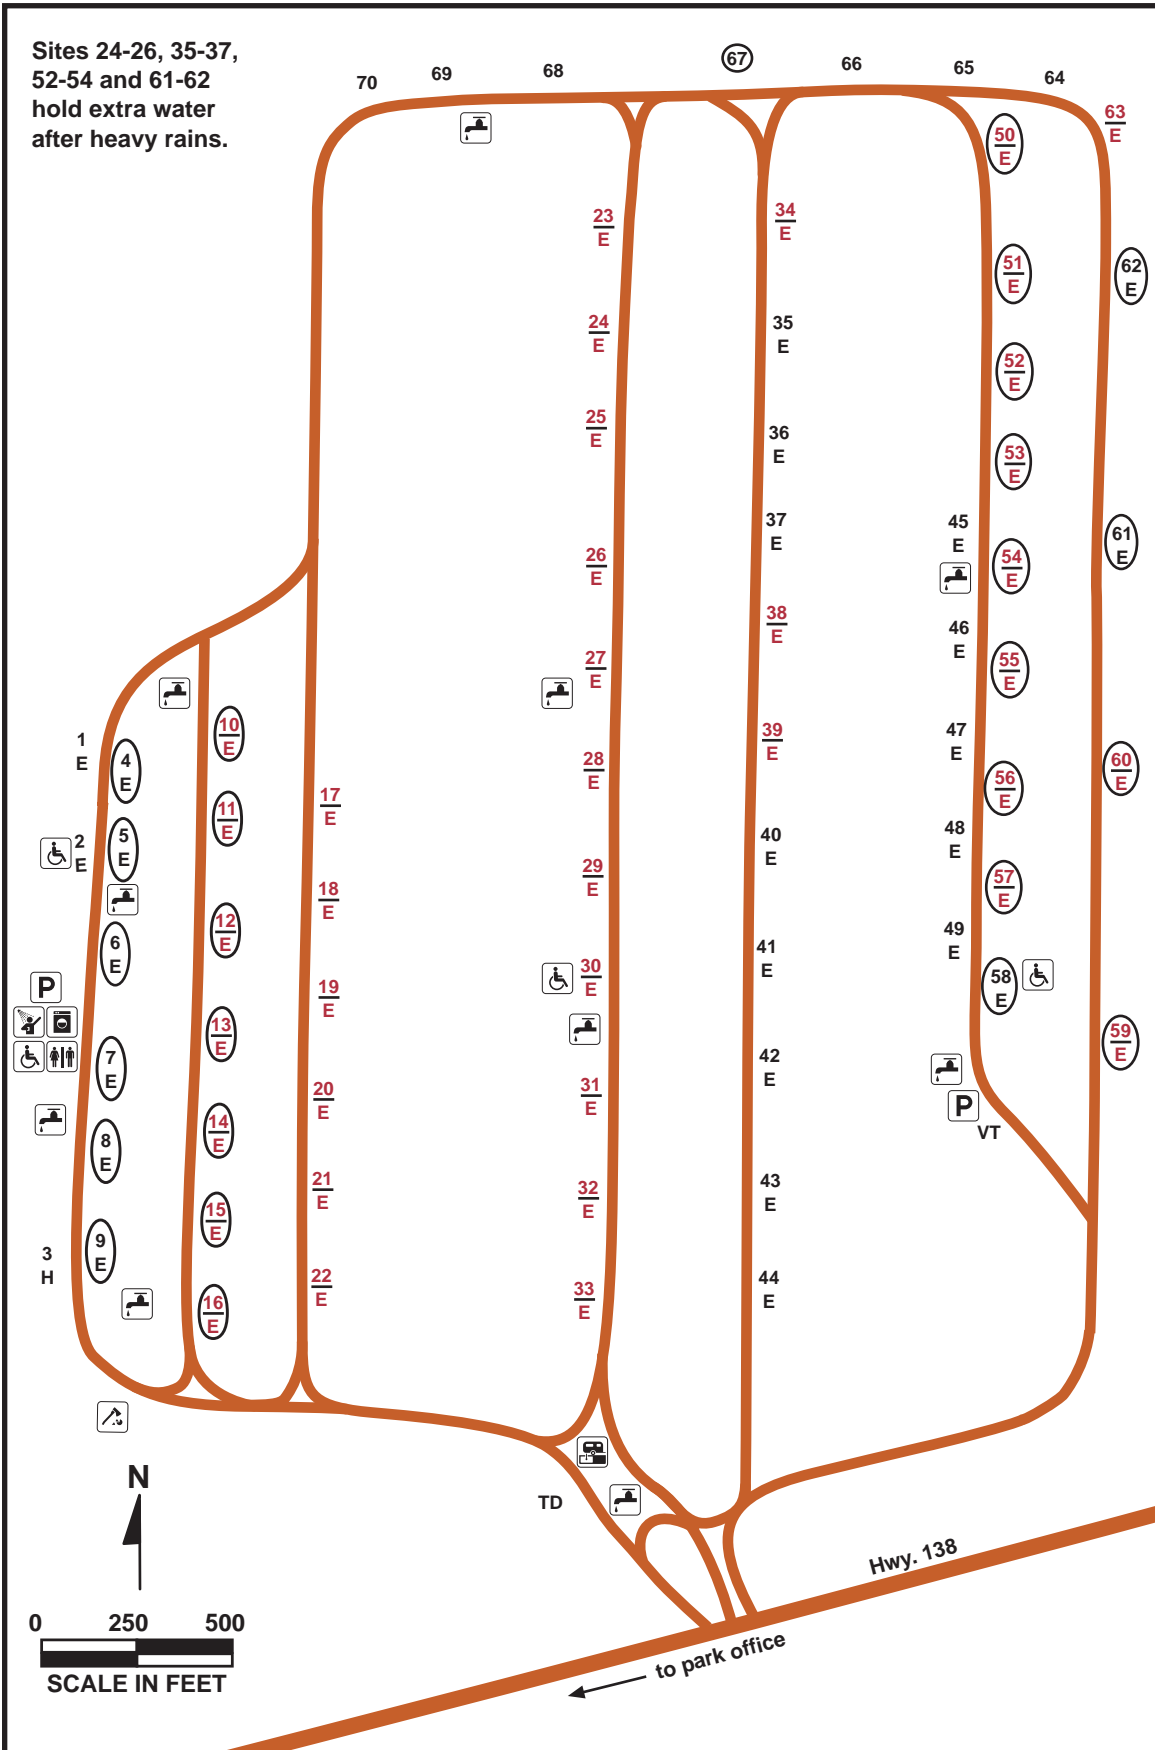 Sites 24-26, 35-37,
52-54 and 61-62
hold extra water
after heavy rains.
70
69
68
67
66
65
64
63
E
50
E
23
E
34
E
51
E
62
E
24
E
35
E
52
E
25
E
36
E
53
E
37
E
45
E
61
E
26
E
54
E
38
E
46
E
27
E
55
E
10
E
1
E
4
E
39
E
47
E
28
E
60
E
56
E
17
E
11
E
2
E
5
E
40
E
48
E
29
E
57
E
18
E
12
E
6
E
41
E
49
E
30
E
58
E
P
19
E
13
E
7
E
42
E
59
E
20
E
31
E
P
VT
14
E
8
E
21
E
32
E
43
E
15
E
3
H
9
E
22
E
33
E
44
E
16
E
N
TD
Hwy. 138
0 250 500
SCALE IN FEET
to park office